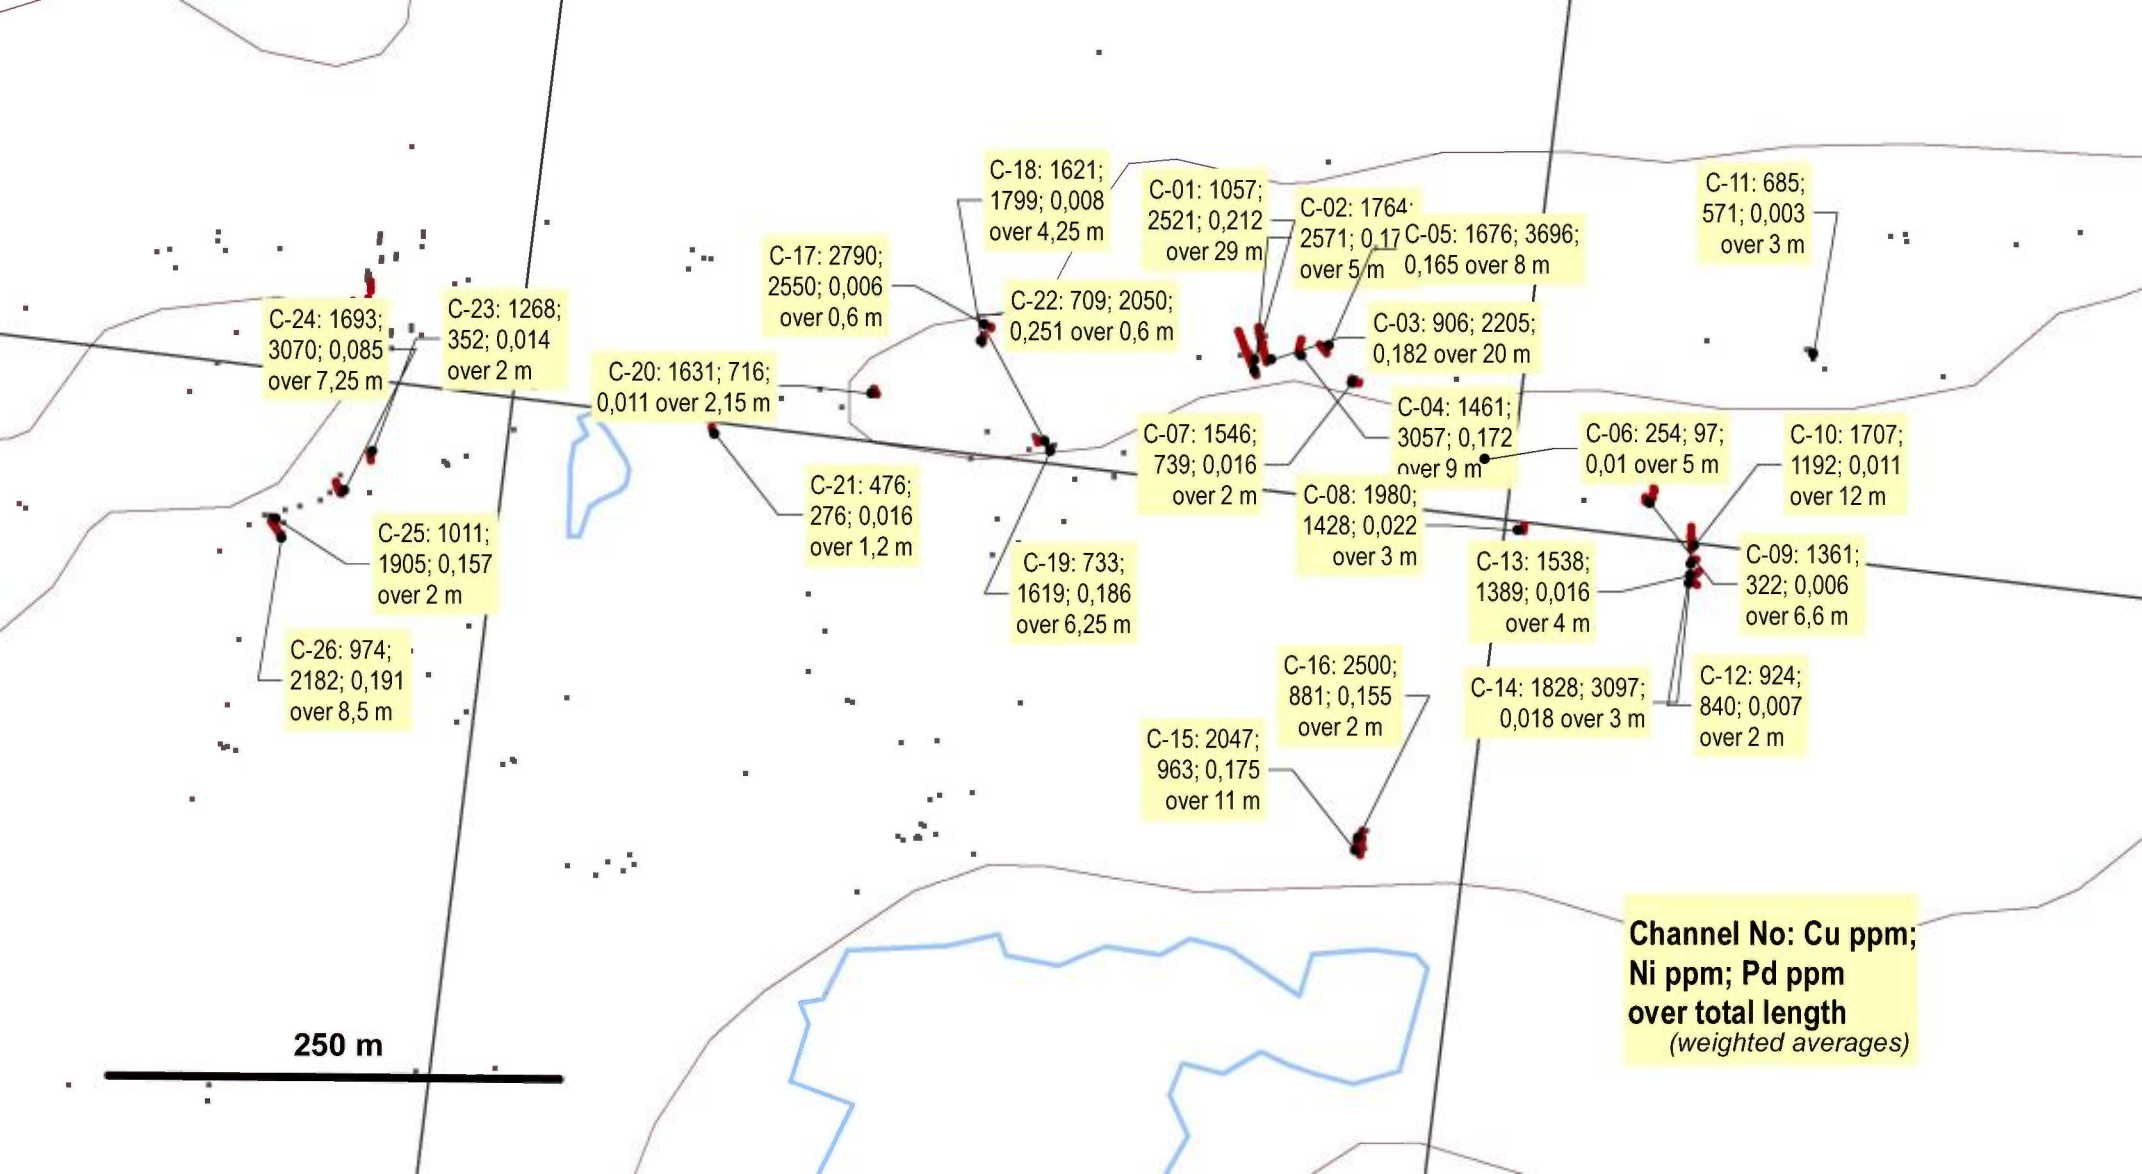 C-18: 1621;
1799; 0,008
over 4,25 m
C-01: 1057;
2521; 0,212
over 29 m
C-02: 1764;
2571; 0,17
over 5 m
C-05: 1676; 3696;
0,165 over 8 m
C-11: 685;
571; 0,003
over 3 m
C-17: 2790;
2550; 0,006
over 0,6 m
C-22: 709; 2050;
0,251 over 0,6 m
C-03: 906; 2205;
0,182 over 20 m
C-24: 1693;
3070; 0,085
over 7,25 m
C-23: 1268;
352; 0,014
over 2 m
C-20: 1631; 716;
0,011 over 2,15 m
C-04: 1461;
3057; 0,172
over 9 m
C-07: 1546;
739; 0,016
over 2 m
C-06: 254; 97;
0,01 over 5 m
C-10: 1707;
1192; 0,011
over 12 m
C-21: 476;
276; 0,016
over 1,2 m
C-08: 1980;
1428; 0,022
over 3 m
C-25: 1011;
1905; 0,157
over 2 m
C-19: 733;
1619; 0,186
over 6,25 m
C-13: 1538;
1389; 0,016
over 4 m
C-09: 1361;
322; 0,006
over 6,6 m
C-26: 974;
2182; 0,191
over 8,5 m
C-16: 2500;
881; 0,155
over 2 m
C-14: 1828; 3097;
0,018 over 3 m
C-12: 924;
840; 0,007
over 2 m
C-15: 2047;
963; 0,175
over 11 m
Channel No: Cu ppm;
Ni ppm; Pd ppm
over total length
(weighted averages)
250 m